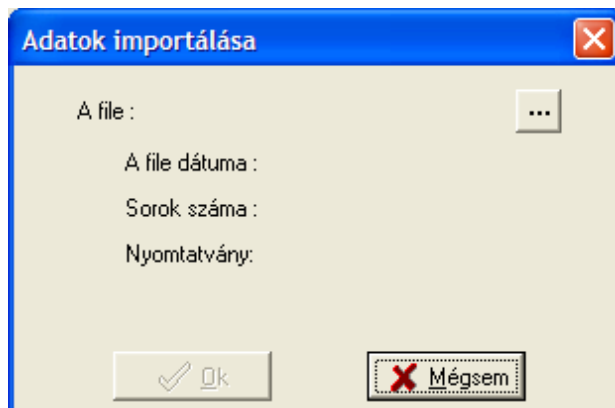 Adatok importálása
A file :
...
A file dátuma :
Sorok száma :
Nyomtatvány:
Ok
Mégsem